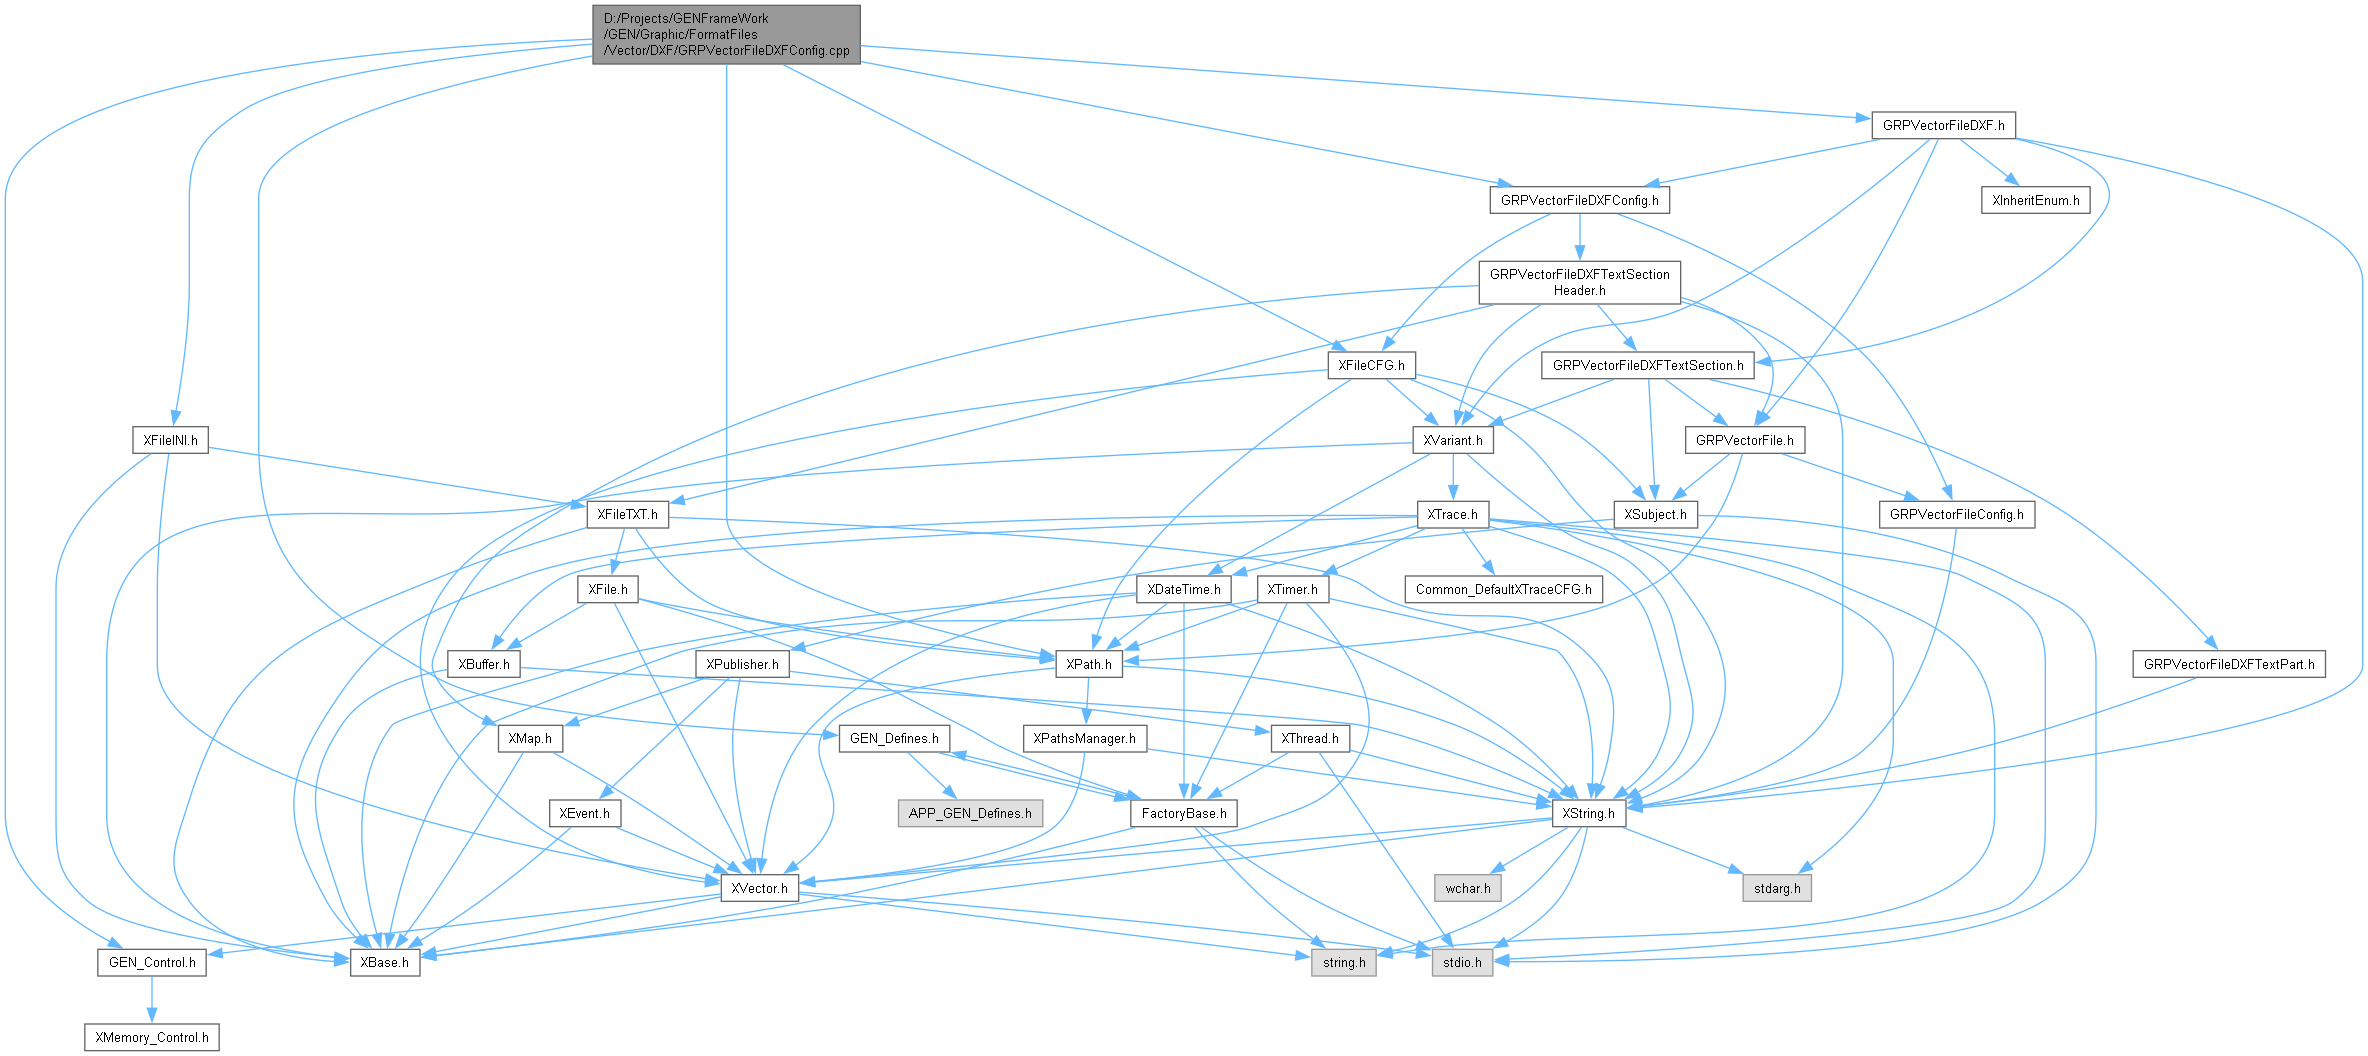 D:/Projects/GENFrameWork
/GEN/Graphic/FormatFiles
/Vector/DXF/GRPVectorFileDXFConfig.cpp
GRPVectorFileDXF.h
GRPVectorFileDXFConfig.h
XInheritEnum.h
GRPVectorFileDXFTextSection
Header.h
XFileCFG.h
GRPVectorFileDXFTextSection.h
XFileINI.h
XVariant.h
GRPVectorFile.h
XFileTXT.h
XTrace.h
XSubject.h
GRPVectorFileConfig.h
XFile.h
XDateTime.h
XTimer.h
Common_DefaultXTraceCFG.h
XBuffer.h
XPublisher.h
XPath.h
GRPVectorFileDXFTextPart.h
XMap.h
GEN_Defines.h
XPathsManager.h
XThread.h
XEvent.h
APP_GEN_Defines.h
FactoryBase.h
XString.h
XVector.h
wchar.h
stdarg.h
GEN_Control.h
XBase.h
string.h
stdio.h
XMemory_Control.h